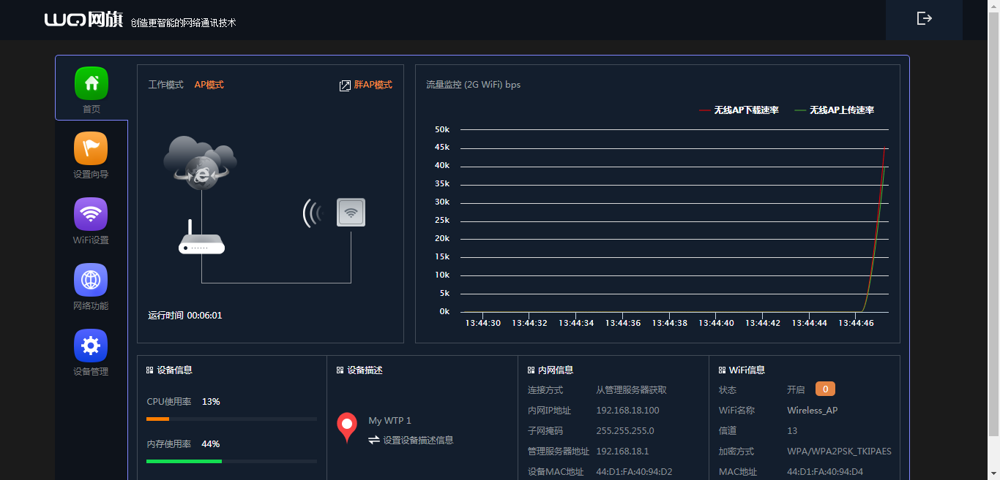 WQ网旗 创造更智能的网络通讯技术
首页
设置向导
WiFi设置
网络功能
设备管理
工作模式 AP模式 胖AP模式
运行时间 00:06:01
流量监控 (2G WiFi) bps
无线AP下载速率 无线AP上传速率
50k
45k
40k
35k
30k
25k
20k
15k
10k
5k
0k
13:44:30 13:44:32 13:44:34 13:44:36 13:44:38 13:44:40 13:44:42 13:44:44 13:44:46
设备信息
CPU使用率 13%
内存使用率 44%
设备描述
My WTP 1
设置设备描述信息
内网信息
连接方式 从管理服务器获取
内网IP地址 192.168.18.100
子网掩码 255.255.255.0
管理服务器地址 192.168.18.1
设备MAC地址 44:D1:FA:40:94:D2
WiFi信息
状态 开启 0
WiFi名称 Wireless_AP
信道 13
加密方式 WPA/WPA2PSK_TKIPAES
MAC地址 44:D1:FA:40:94:D4